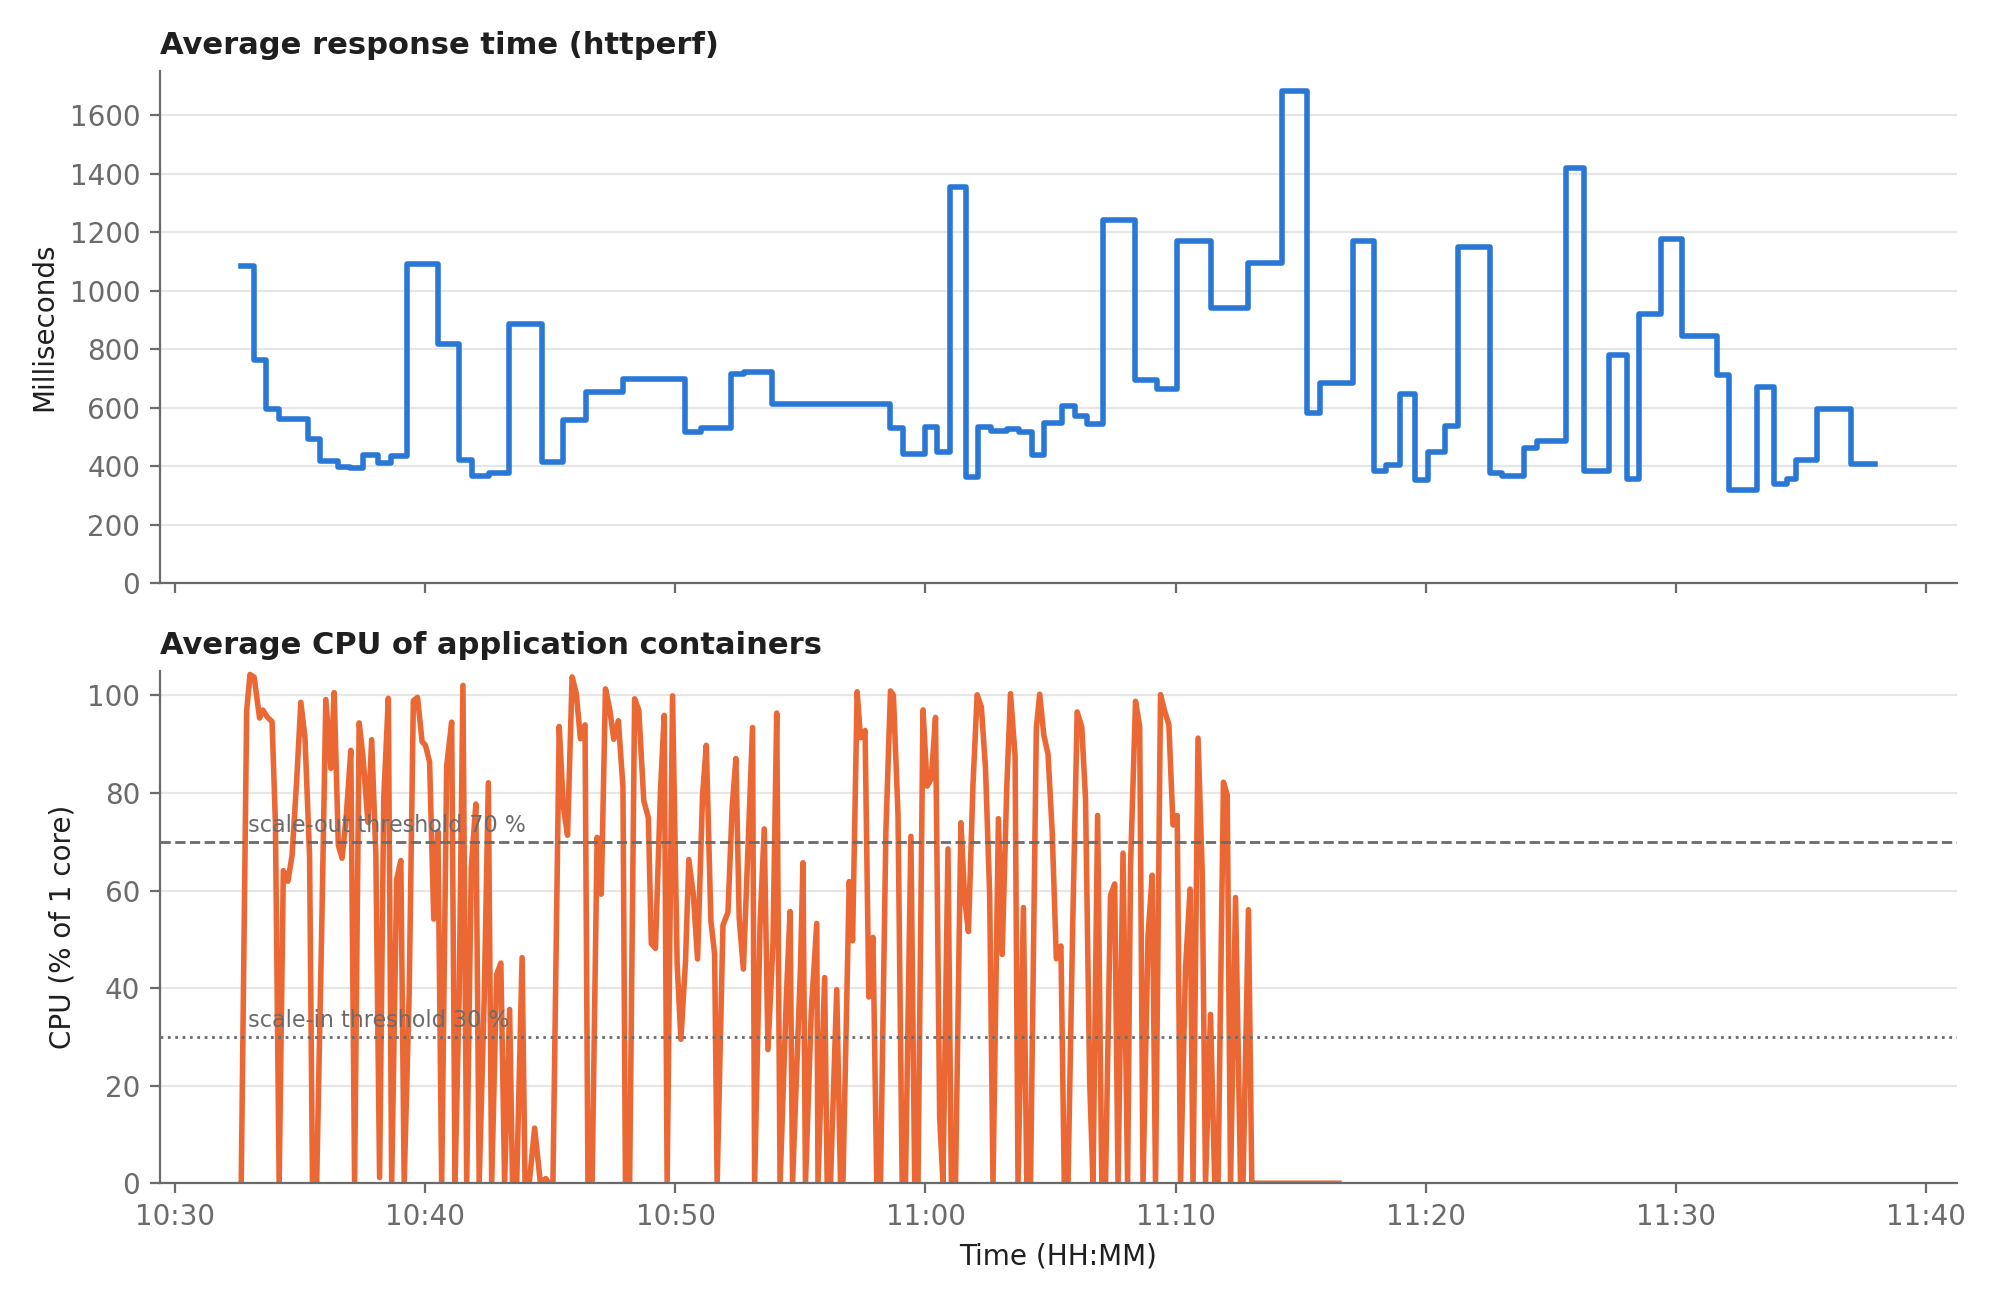 Average response time (httperf)
1600
1400
1200
1000
800
600
400
200
0
Milliseconds
Average CPU of application containers
100
80
60
40
20
0
CPU (% of 1 core)
scale-out threshold 70 %
scale-in threshold 30 %
10:30 10:40 10:50 11:00 11:10 11:20 11:30 11:40
Time (HH:MM)